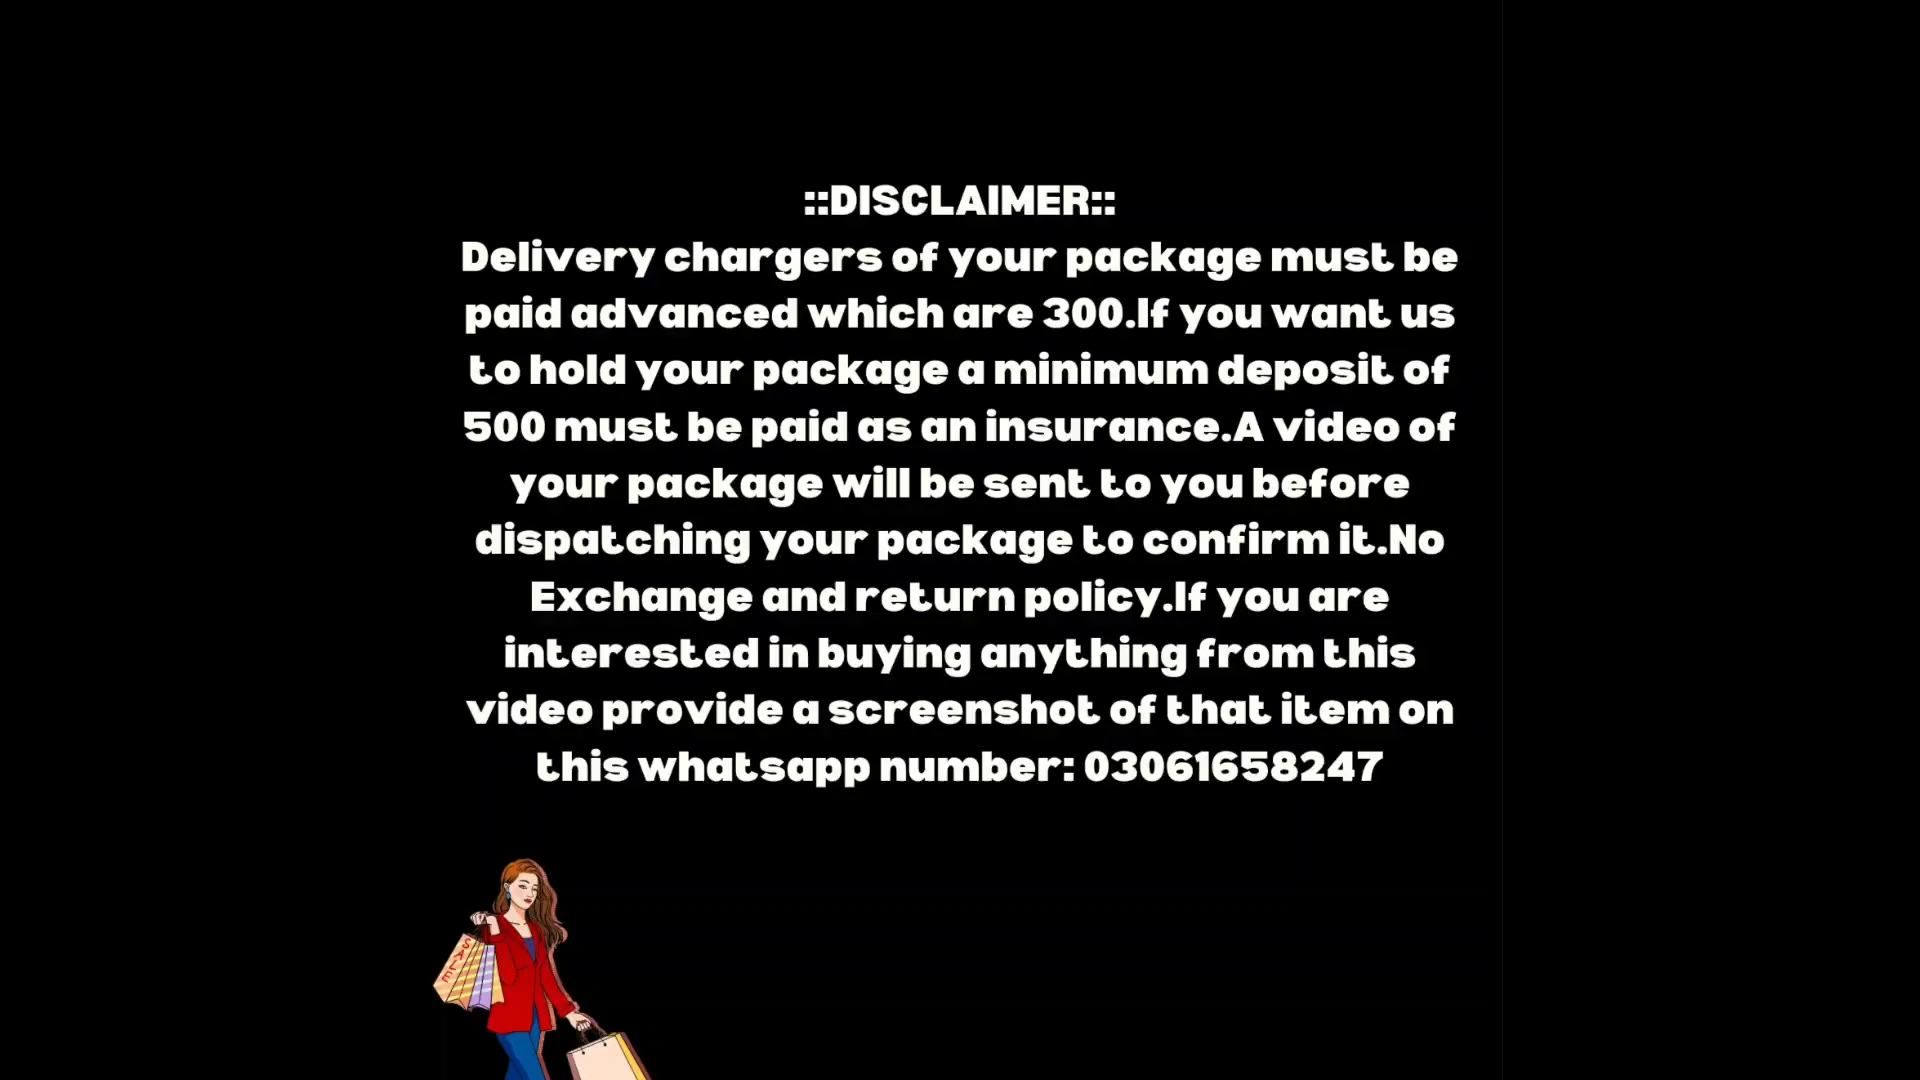 ::DISCLAIMER::
Delivery chargers of your package must be
paid advanced which are 300.If you want us
to hold your package a minimum deposit of
500 must be paid as an insurance.A video of
your package will be sent to you before
dispatching your package to confirm it.No
Exchange and return policy.If you are
interested in buying anything from this
video provide a screenshot of that item on
this whatsapp number: 03061658247
SALE